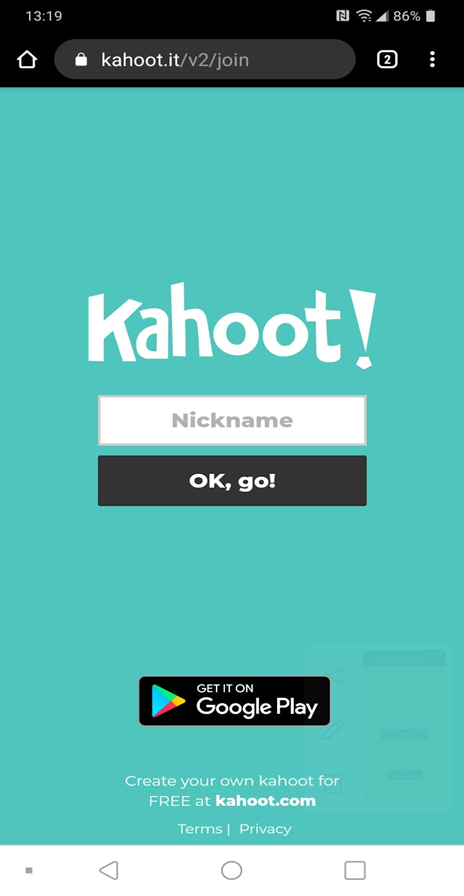 13:19
86%
kahoot.it/v2/join
2
Kahoot!
Nickname
OK, go!
GET IT ON
Google Play
Create your own kahoot for
FREE at kahoot.com
Terms | Privacy